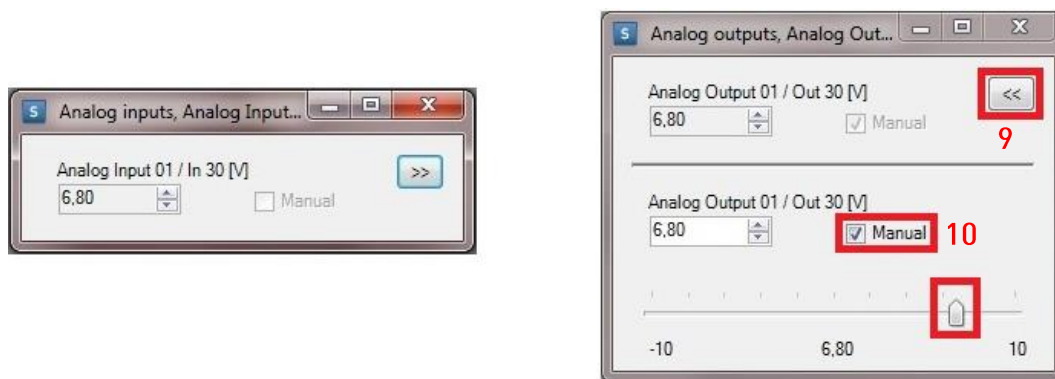 S Analog inputs, Analog Input...
Analog Input 01 / In 30 [V]
>>
6,80
Manual
S Analog outputs, Analog Out...
Analog Output 01 / Out 30 [V]
<<
6,80
Manual
9
Analog Output 01 / Out 30 [V]
6,80
Manual
10
-10
6,80
10